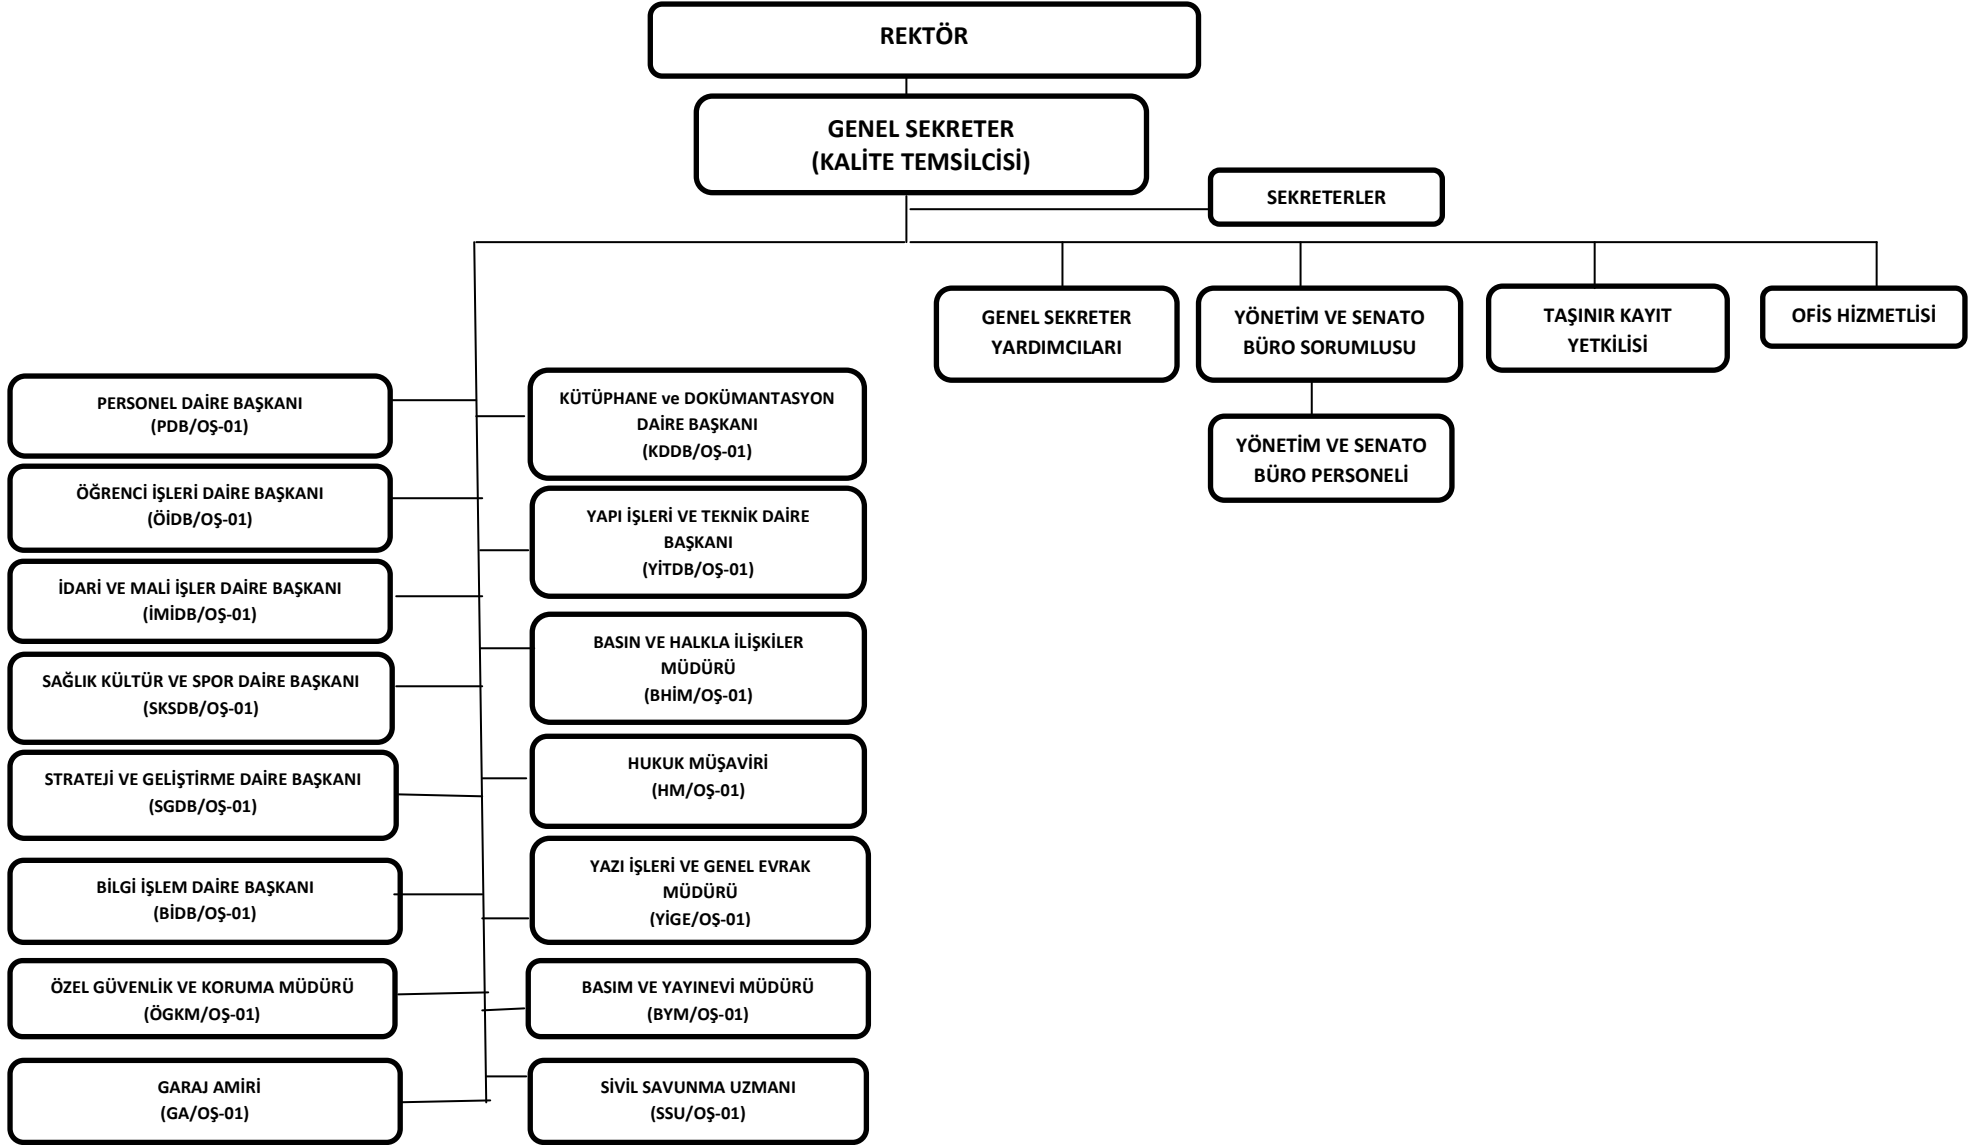 REKTÖR
GENEL SEKRETER
(KALİTE TEMSİLCİSİ)
SEKRETERLER
GENEL SEKRETER
YARDIMCILARI
YÖNETİM VE SENATO
BÜRO SORUMLUSU
TAŞINIR KAYIT
YETKİLİSİ
OFİS HİZMETLİSİ
YÖNETİM VE SENATO
BÜRO PERSONELİ
PERSONEL DAİRE BAŞKANI
(PDB/OŞ-01)
ÖĞRENCİ İŞLERİ DAİRE BAŞKANI
(ÖİDB/OŞ-01)
İDARİ VE MALİ İŞLER DAİRE BAŞKANI
(İMİDB/OŞ-01)
SAĞLIK KÜLTÜR VE SPOR DAİRE BAŞKANI
(SKSDB/OŞ-01)
STRATEJİ VE GELİŞTİRME DAİRE BAŞKANI
(SGDB/OŞ-01)
BİLGİ İŞLEM DAİRE BAŞKANI
(BİDB/OŞ-01)
ÖZEL GÜVENLİK VE KORUMA MÜDÜRÜ
(ÖGKM/OŞ-01)
GARAJ AMİRİ
(GA/OŞ-01)
KÜTÜPHANE ve DOKÜMANTASYON
DAİRE BAŞKANI
(KDDB/OŞ-01)
YAPI İŞLERİ VE TEKNİK DAİRE
BAŞKANI
(YİTDB/OŞ-01)
BASIN VE HALKLA İLİŞKİLER
MÜDÜRÜ
(BHİM/OŞ-01)
HUKUK MÜŞAVİRİ
(HM/OŞ-01)
YAZI İŞLERİ VE GENEL EVRAK
MÜDÜRÜ
(YİGE/OŞ-01)
BASIM VE YAYINEVİ MÜDÜRÜ
(BYM/OŞ-01)
SİVİL SAVUNMA UZMANI
(SSU/OŞ-01)